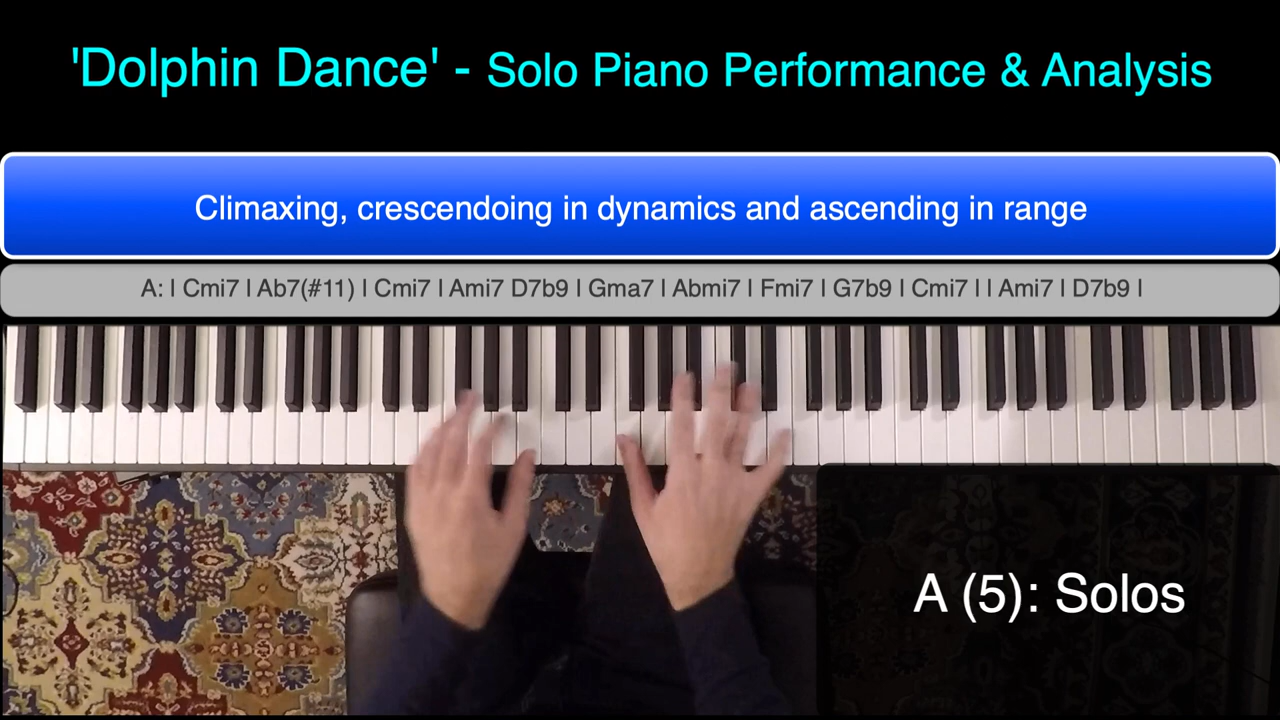 'Dolphin Dance' - Solo Piano Performance & Analysis
Climaxing, crescendoing in dynamics and ascending in range
A: | Cmi7 | Ab7(#11) | Cmi7 | Ami7 D7b9 | Gma7 | Abmi7 | Fmi7 | G7b9 | Cmi7 | | Ami7 | D7b9 |
A (5): Solos